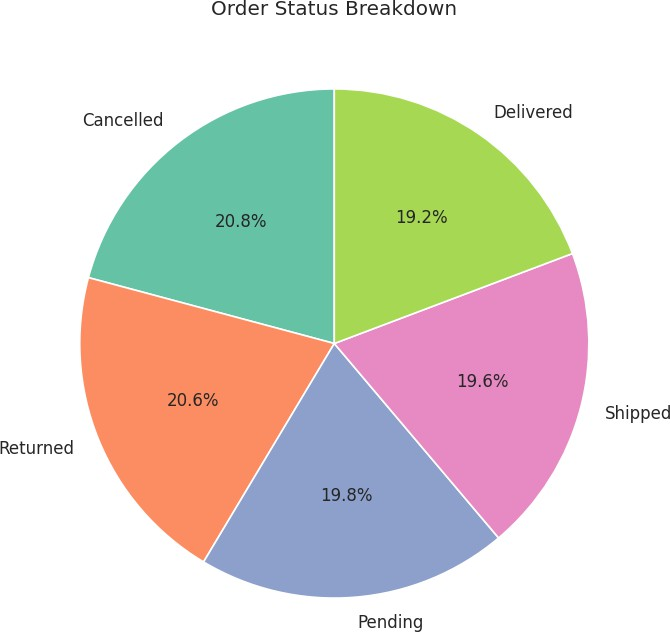 Order Status Breakdown
Delivered
Cancelled
19.2%
20.8%
19.6%
20.6%
Shipped
Returned
19.8%
Pending